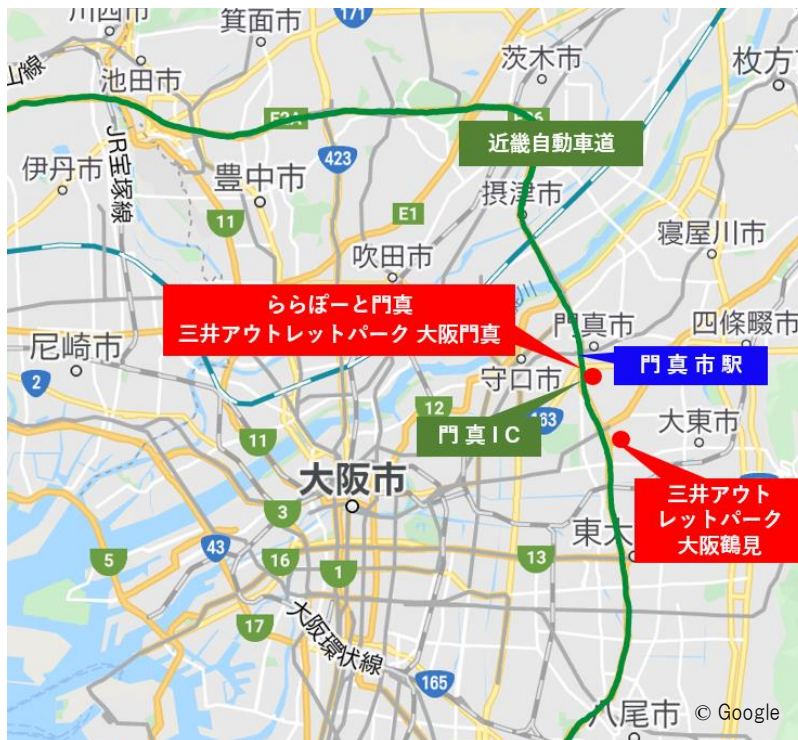 川西市
箕面市
171
茨木市
枚方
池田市
山線
E2A
近畿自動車道
JR宝塚線
423
伊丹市
豊中市
摂津市
11
E1
寝屋川市
吹田市
ららぽーと門真
三井アウトレットパーク 大阪門真
川
門真市
四條畷市
尼崎市
門真市駅
守口市
2
12
163
大東市
11
門真IC
大阪市
三井アウト
レットパーク
大阪鶴見
3
43
東大
5
16
13
1
17
大阪環状線
165
八尾市
© Google